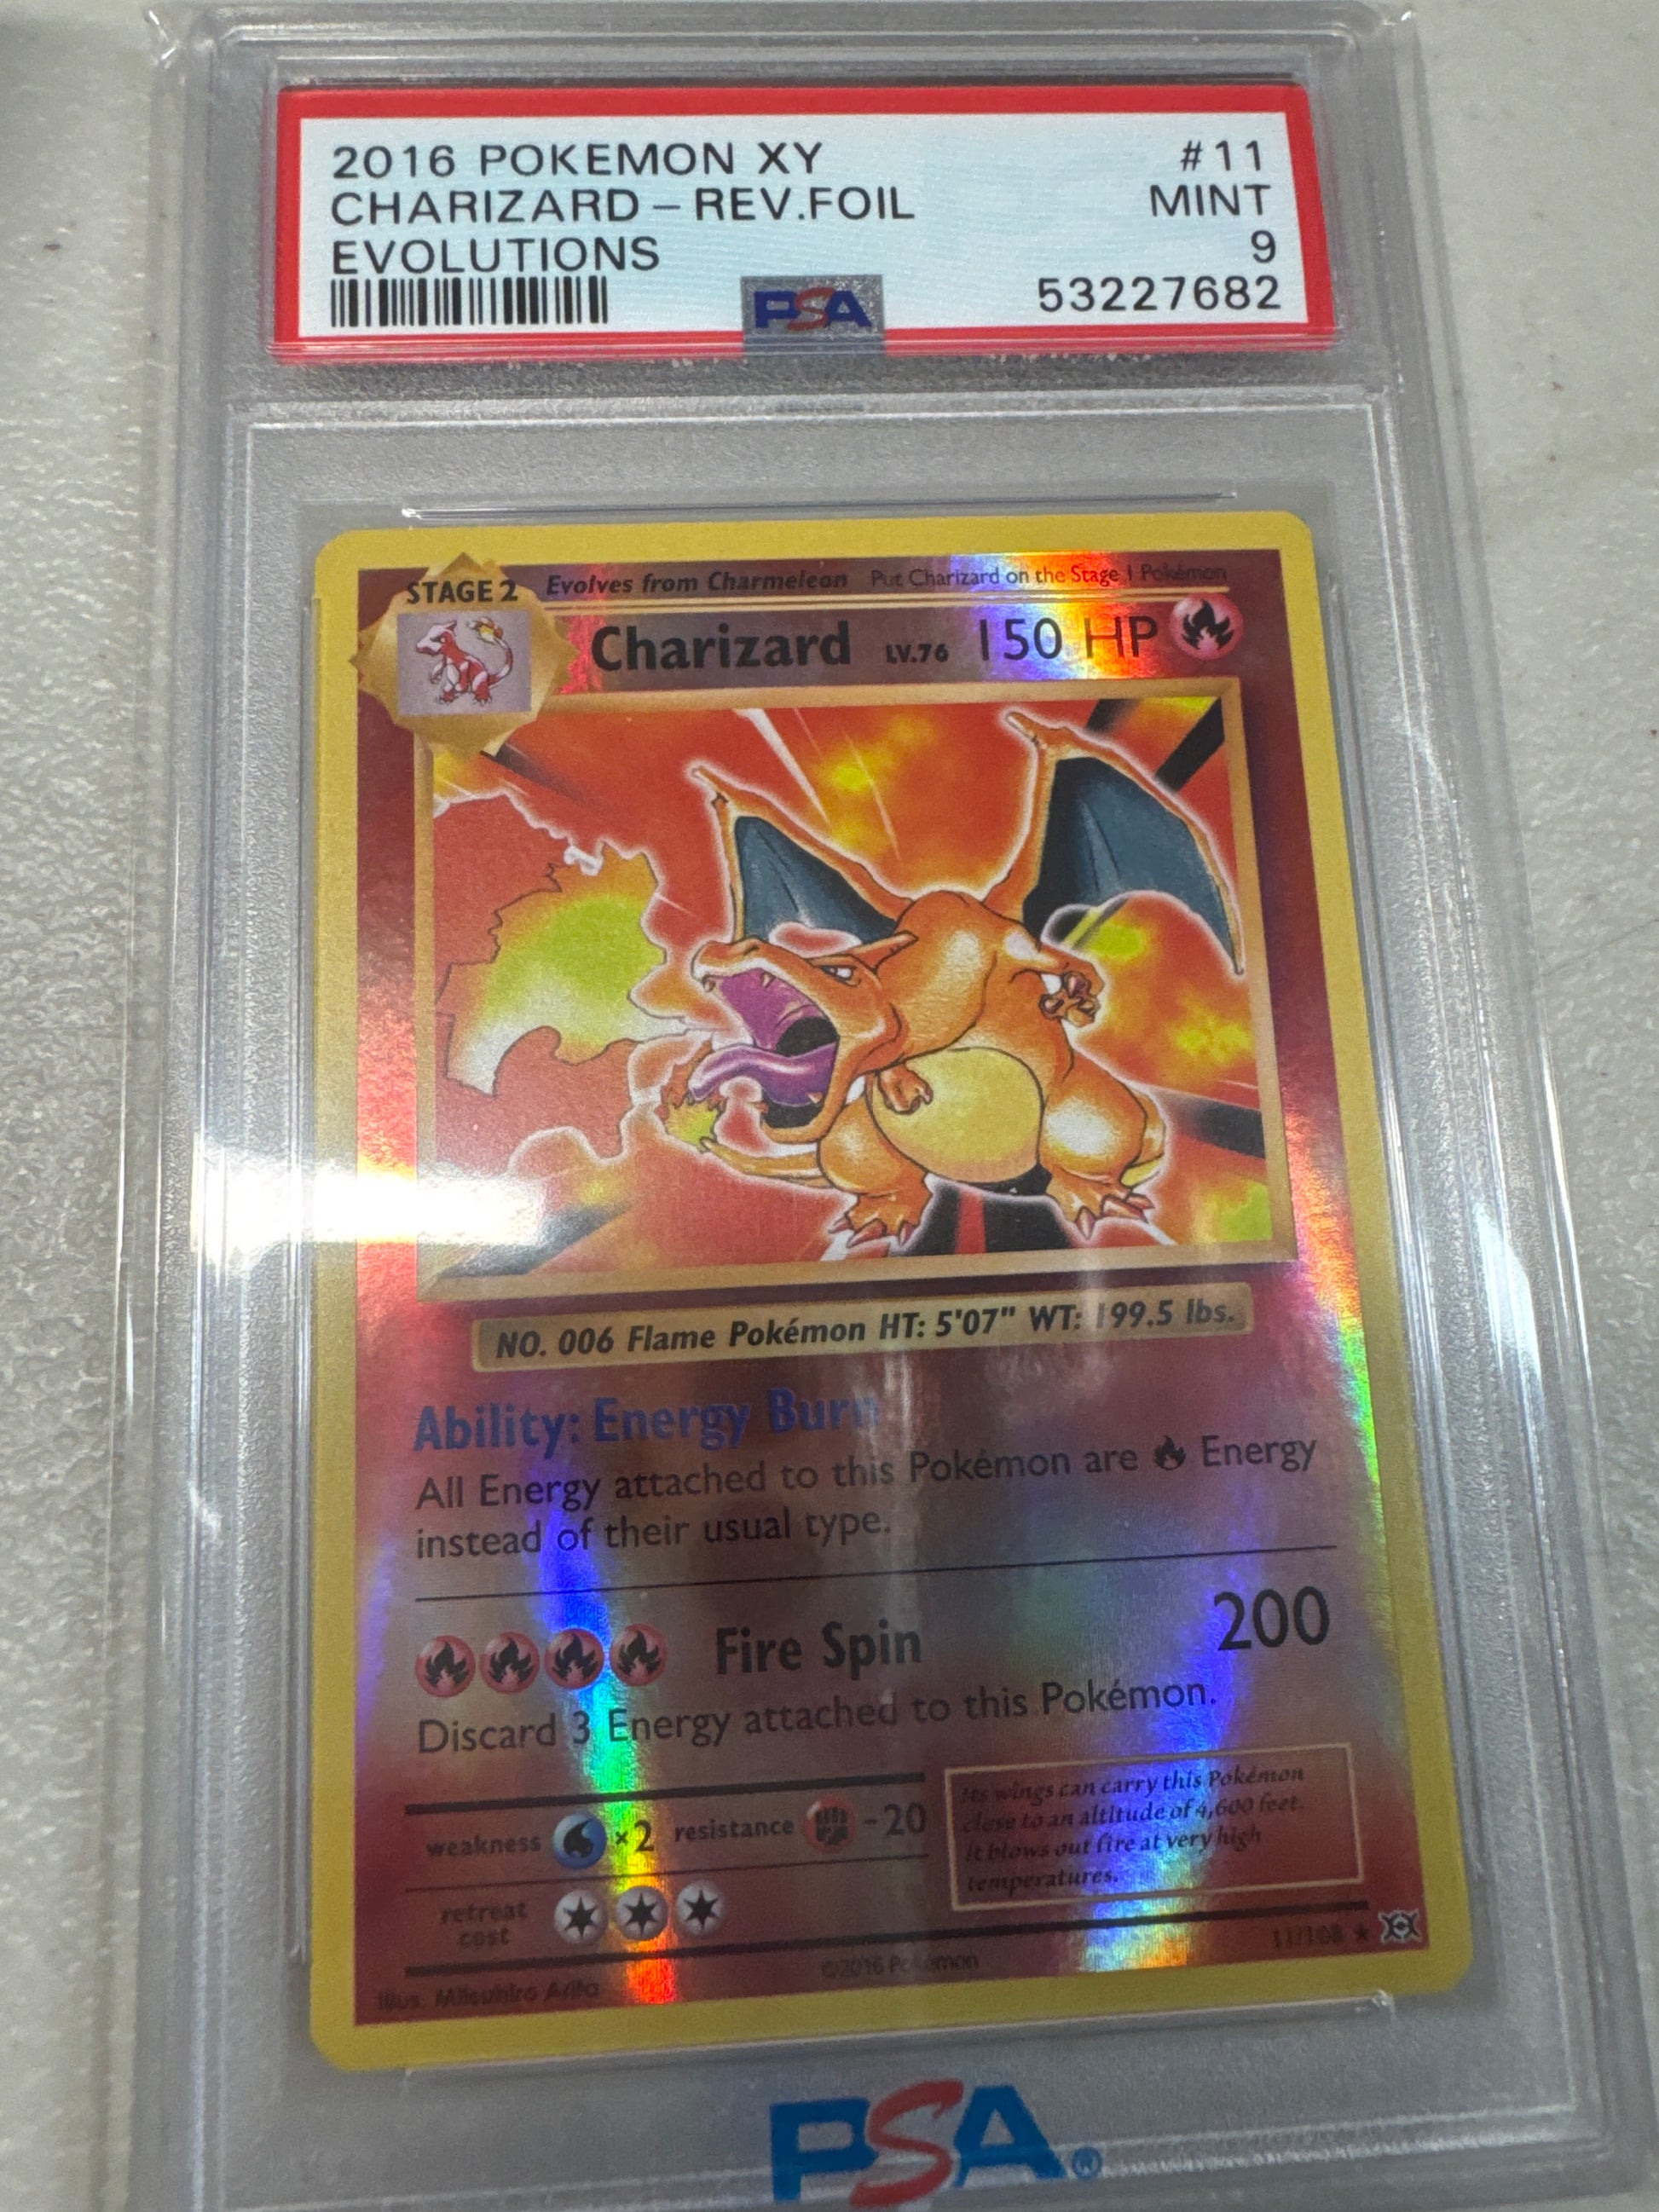 2016 POKEMON XY #11
CHARIZARD – REV.FOIL MINT
EVOLUTIONS 9
PSA 53227682
STAGE 2 Evolves from Charmeleon Put Charizard on the Stage 1 Pokémon
Charizard LV.76 150 HP
NO. 006 Flame Pokémon HT: 5'07" WT: 199.5 lbs.
Ability: Energy Burn
All Energy attached to this Pokémon are Energy
instead of their usual type.
Fire Spin 200
Discard 3 Energy attached to this Pokémon.
weakness ×2 resistance -20
Its wings can carry this Pokémon
close to an altitude of 4,600 feet.
It blows out fire at very high
temperatures.
retreat
cost
11/108 ★
©2016 Pokémon
Illus. Mitsuhiro Arita
PSA®